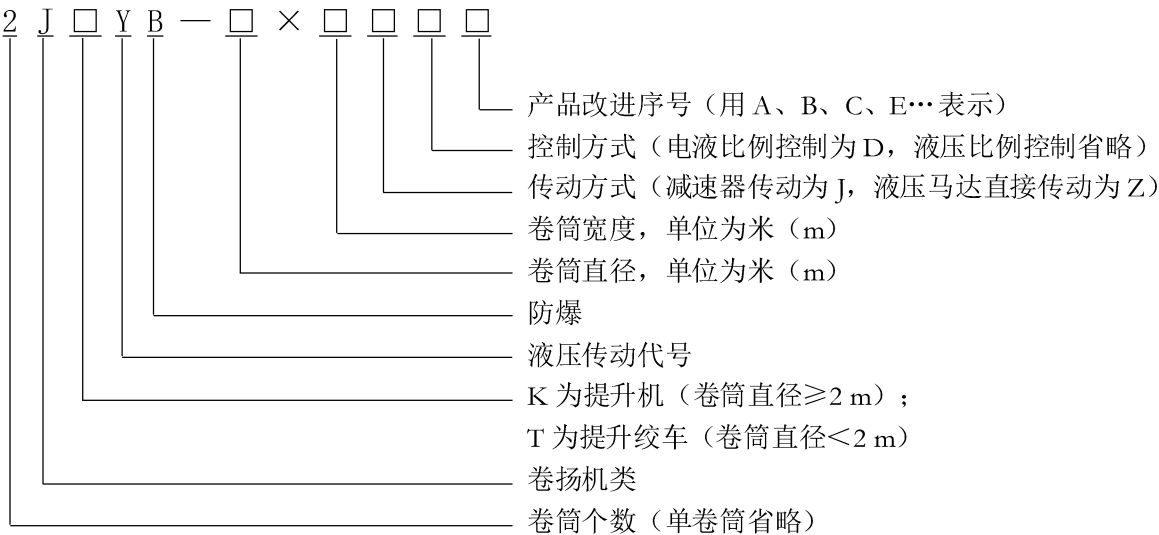 2J□YB—□×□□□□
产品改进序号（用 A、B、C、E…表示）
控制方式（电液比例控制为 D，液压比例控制省略）
传动方式（减速器传动为 J，液压马达直接传动为 Z）
卷筒宽度，单位为米（m）
卷筒直径，单位为米（m）
防爆
液压传动代号
K 为提升机（卷筒直径≥2 m）；
T 为提升绞车（卷筒直径＜2 m）
卷扬机类
卷筒个数（单卷筒省略）